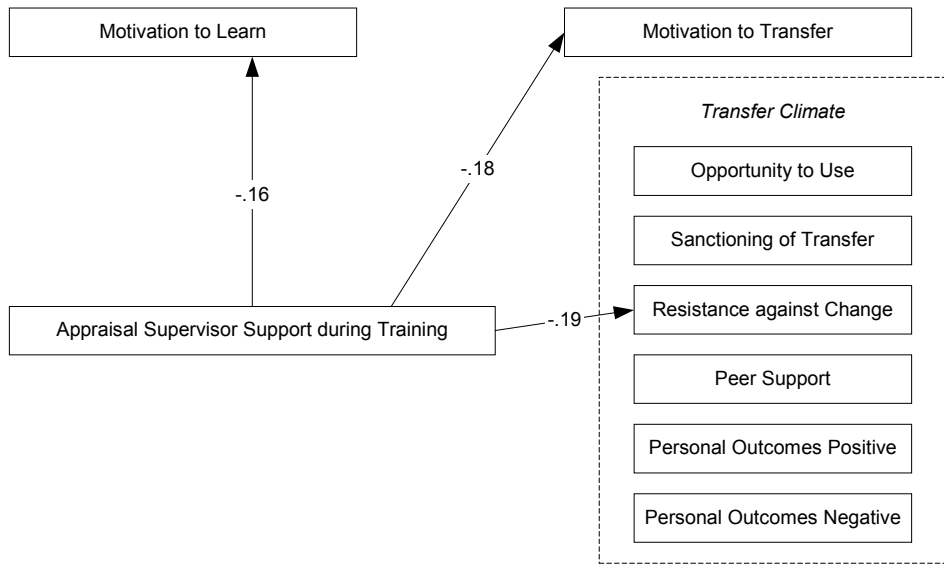 Motivation to Learn
Motivation to Transfer
Transfer Climate
Opportunity to Use
-.18
-.16
Sanctioning of Transfer
Resistance against Change
Appraisal Supervisor Support during Training
-.19
Peer Support
Personal Outcomes Positive
Personal Outcomes Negative